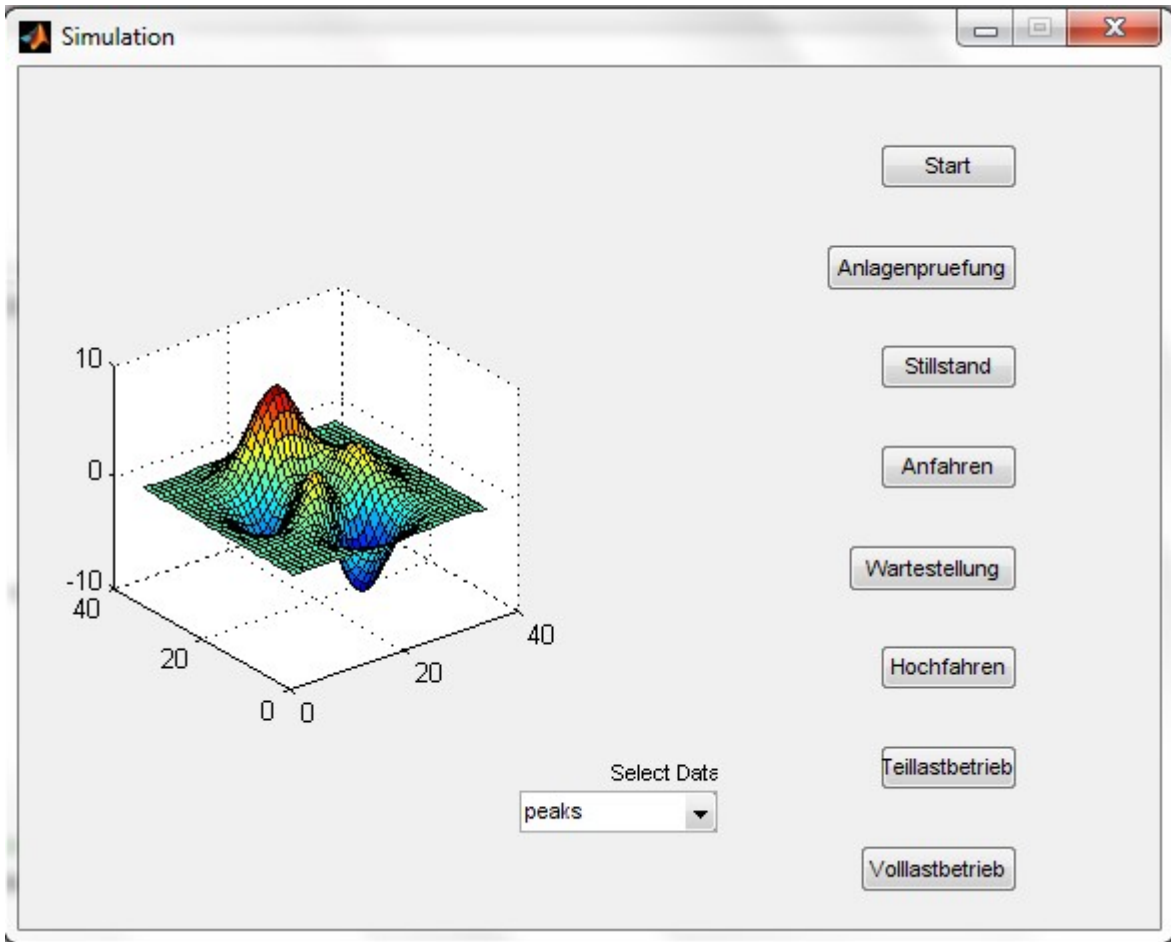 Simulation
Start
Anlagenpruefung
Stillstand
Anfahren
Wartestellung
Hochfahren
Teillastbetrieb
Volllastbetrieb
10
0
-10
40
20
0
0
20
40
Select Data
peaks